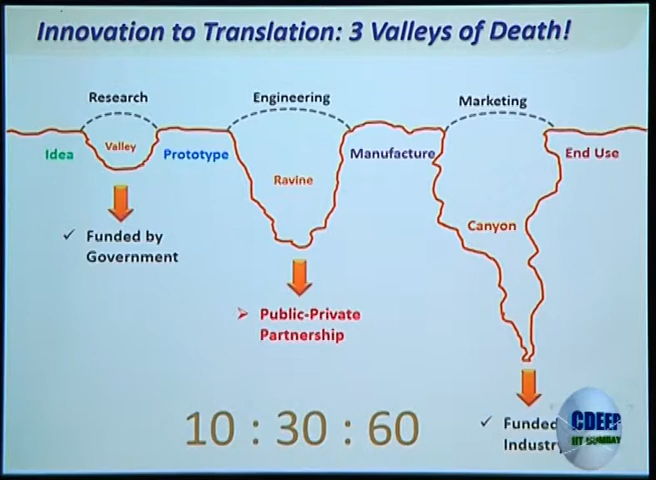 Innovation to Translation: 3 Valleys of Death!
Research
Engineering
Marketing
Idea
Valley
Prototype
Ravine
Manufacture
Canyon
End Use
✓ Funded by
Government
➢ Public-Private
Partnership
10 : 30 : 60
✓ Funded
Industry
CDEEP
IIT BOMBAY